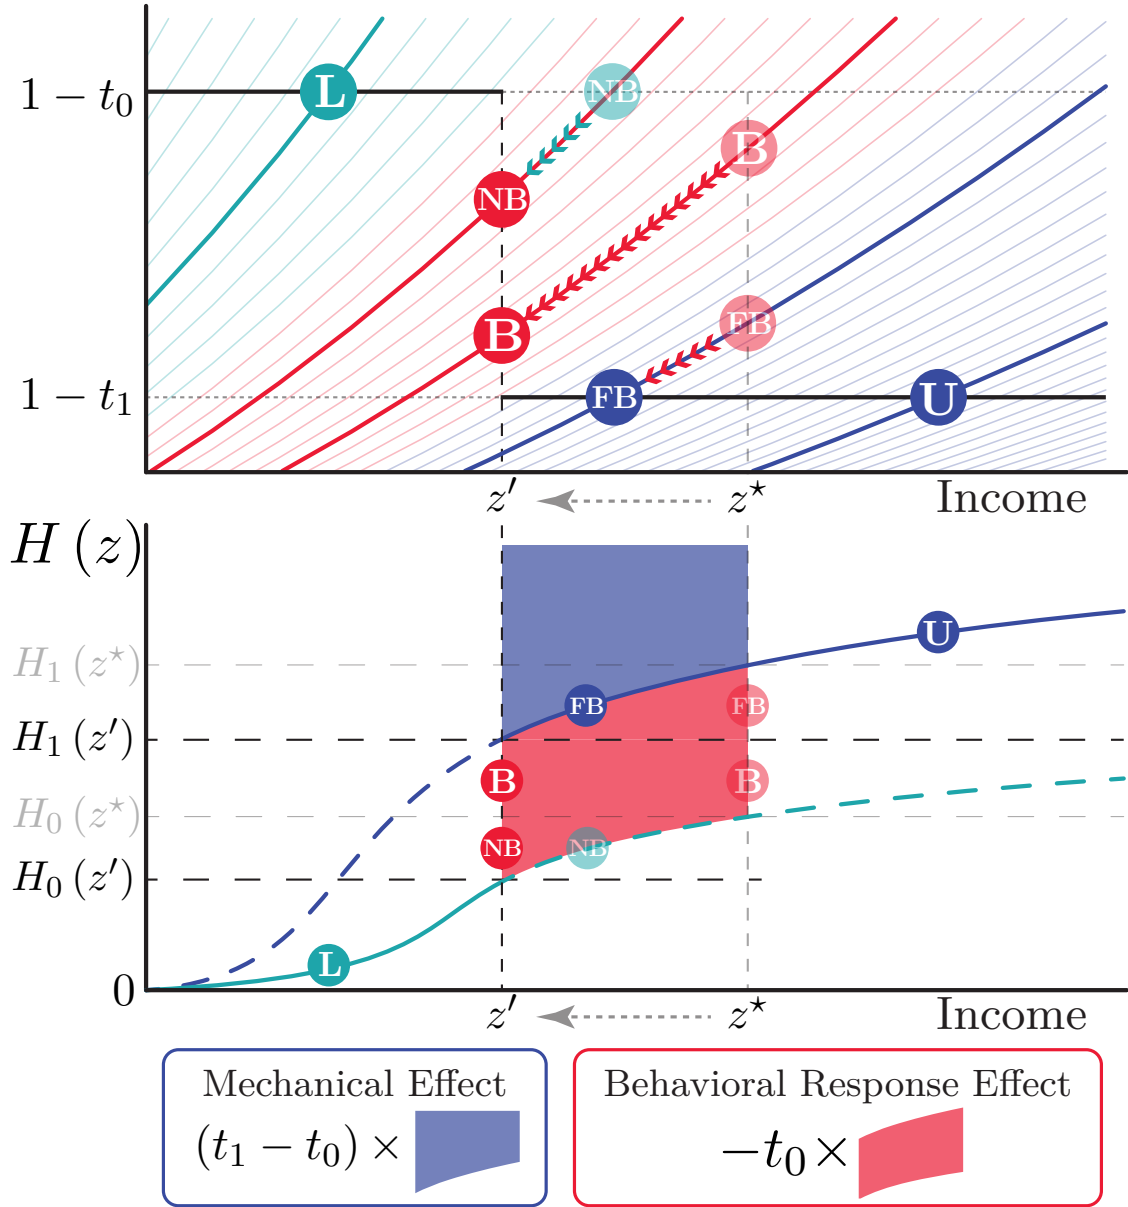 1 − t₀
L
NB
B
NB
B
FB
1 − t₁
FB
U
z′
z⋆
Income
H (z)
U
H₁ (z⋆)
FB
FB
H₁ (z′)
B
B
H₀ (z⋆)
NB
NB
H₀ (z′)
L
0
z′
z⋆
Income
Mechanical Effect
(t₁ − t₀) ×
Behavioral Response Effect
−t₀×